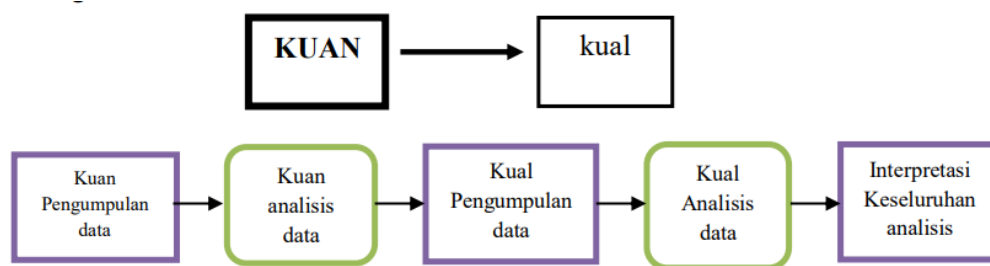 KUAN
kual
Kuan
Pengumpulan
data
Kuan
analisis
data
Kual
Pengumpulan
data
Kual
Analisis
data
Interpretasi
Keseluruhan
analisis